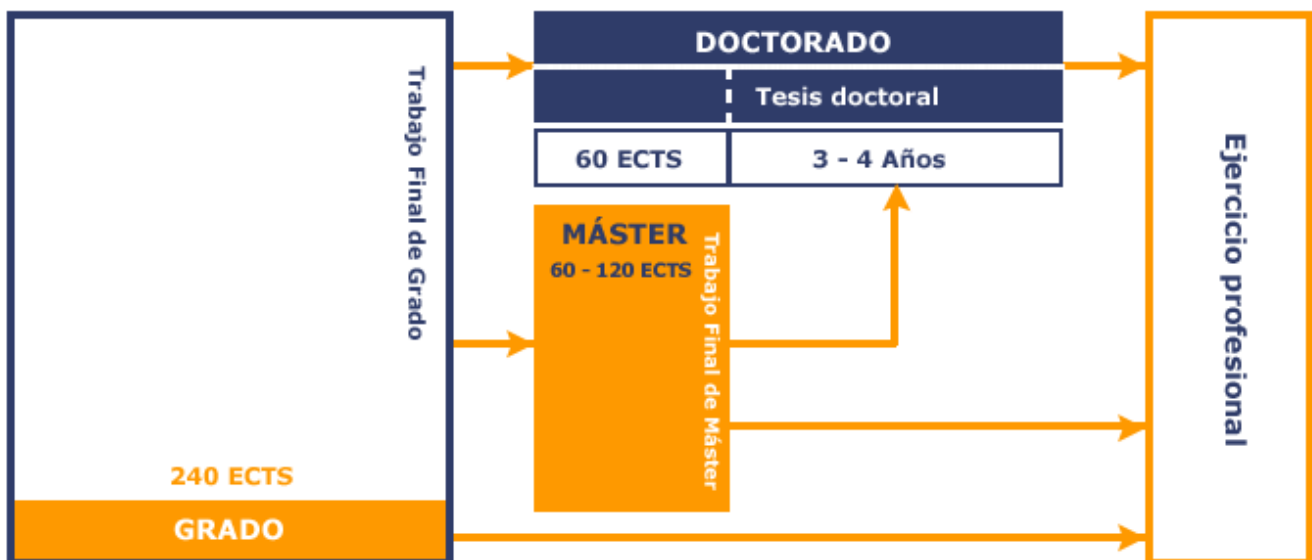 Trabajo Final de Grado
240 ECTS
GRADO
DOCTORADO
Tesis doctoral
60 ECTS
3 - 4 Años
MÁSTER
60 - 120 ECTS
Trabajo Final de Máster
Ejercicio profesional